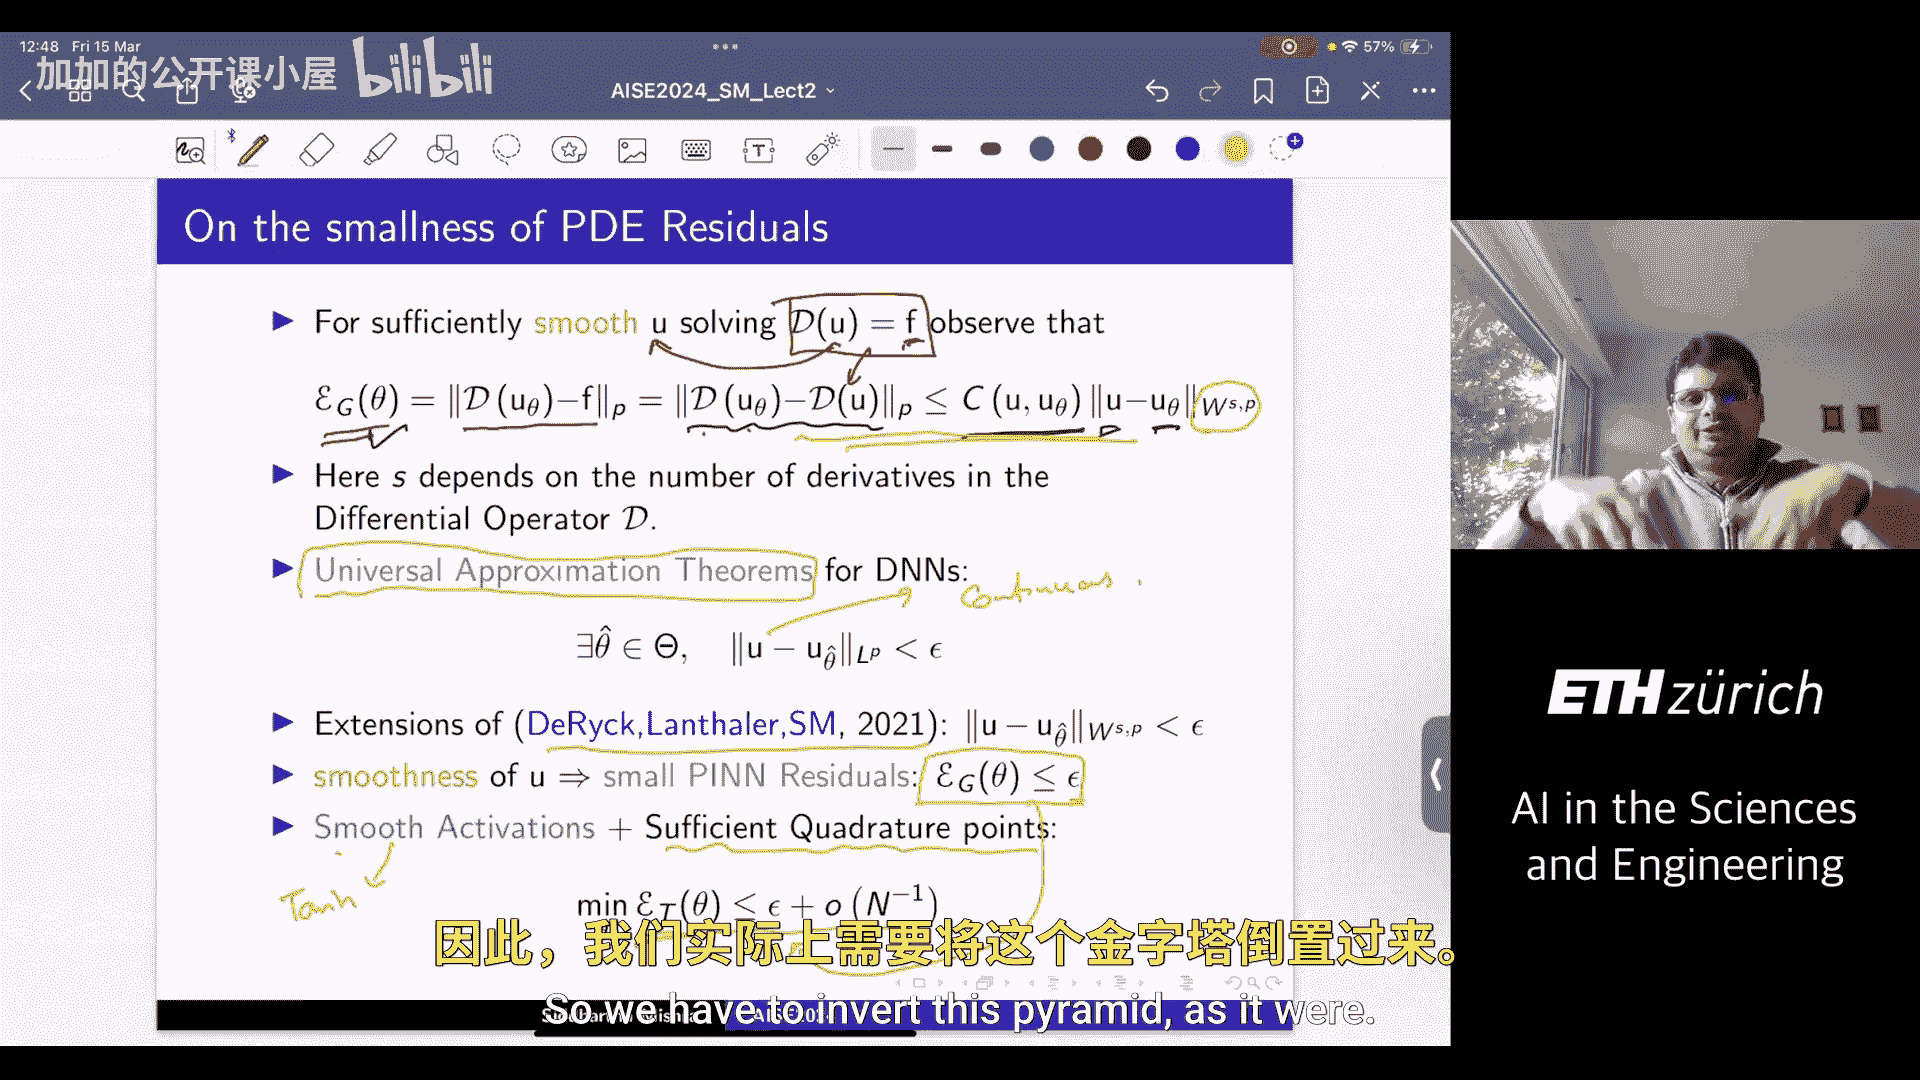 12:48 Fri 15 Mar
57%
加加的公开课小屋 bilibili
AISE2024_SM_Lect2
On the smallness of PDE Residuals
For sufficiently smooth u solving D(u) = f observe that
ℰ_G(θ) = ‖D(u_θ)−f‖_p = ‖D(u_θ)−D(u)‖_p ≤ C(u, u_θ)‖u−u_θ‖_{W^{s,p}}
Here s depends on the number of derivatives in the
Differential Operator D.
Universal Approximation Theorems for DNNs:
Continuous.
∃θ̂ ∈ Θ, ‖u − u_θ̂‖_{L^p} < ϵ
Extensions of (DeRyck,Lanthaler,SM, 2021): ‖u − u_θ̂‖_{W^{s,p}} < ϵ
smoothness of u ⇒ small PINN Residuals: ℰ_G(θ) ≤ ϵ
Smooth Activations + Sufficient Quadrature points:
Tanh
min ℰ_T(θ) ≤ ϵ + o(N⁻¹)
因此，我们实际上需要将这个金字塔倒置过来。
So we have to invert this pyramid, as it were.
ETH zürich
AI in the Sciences
and Engineering